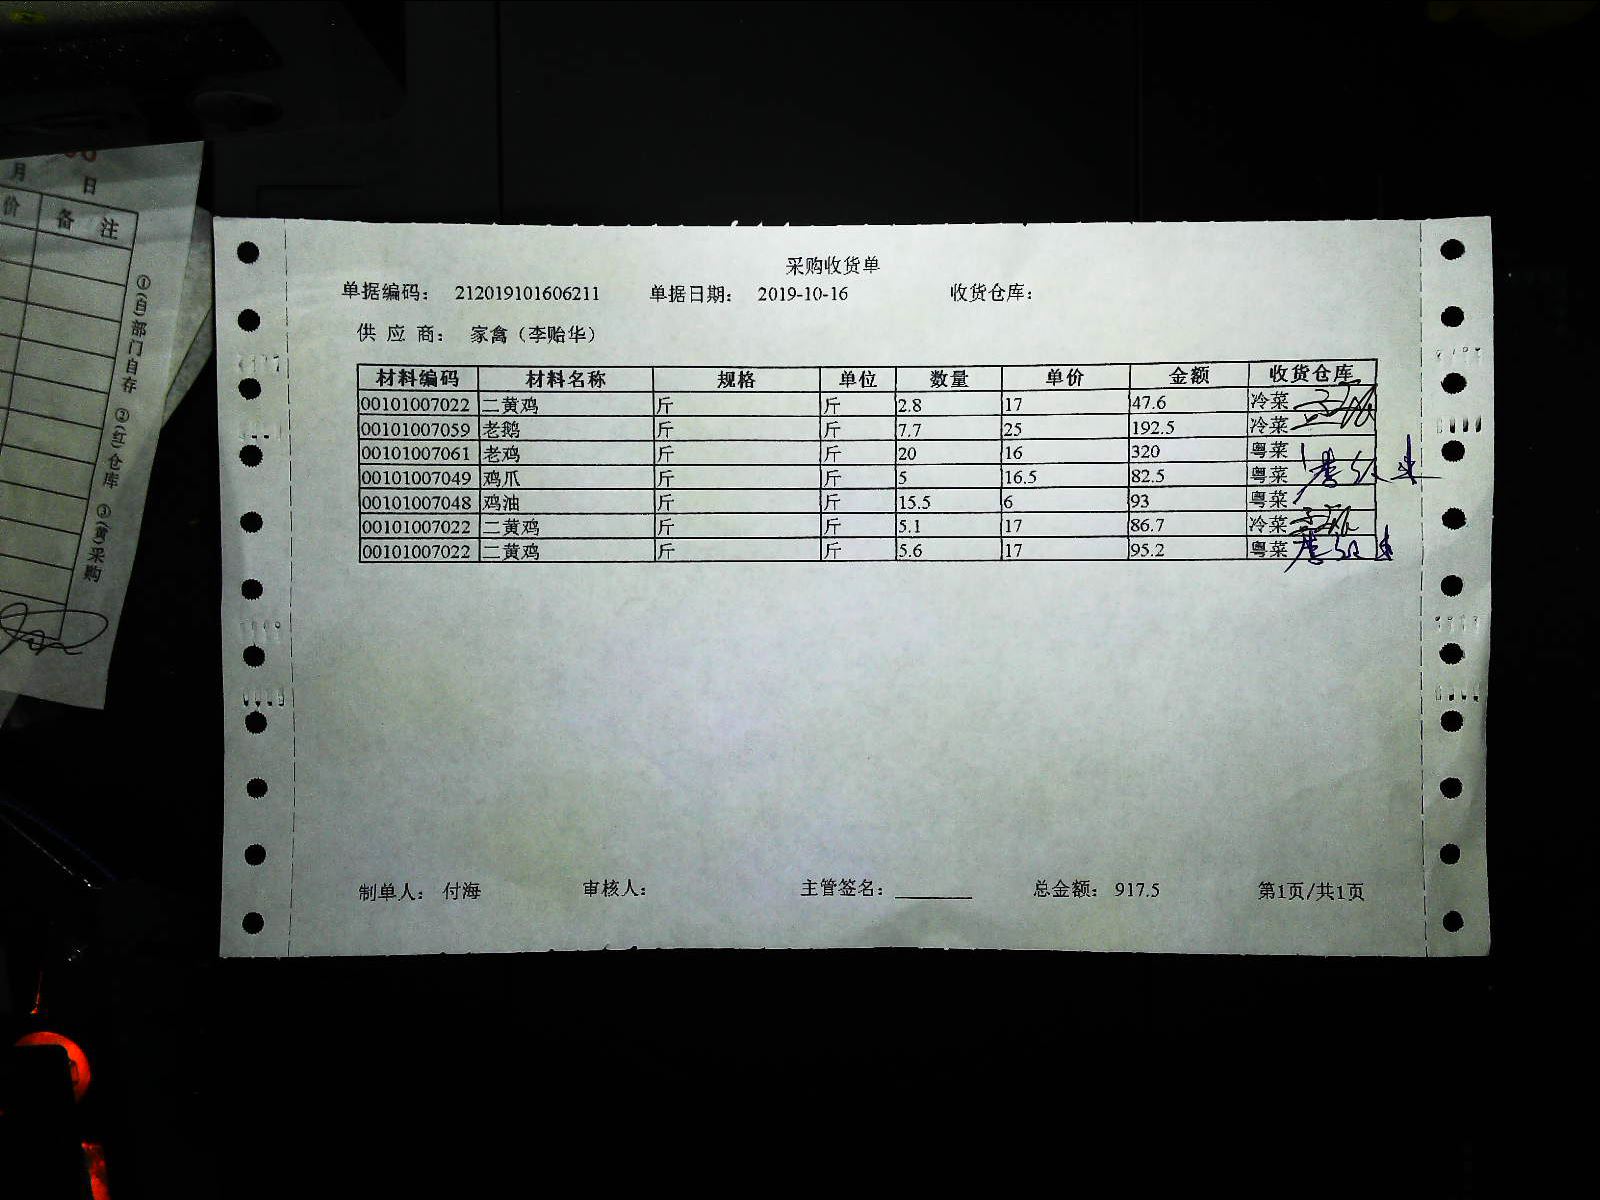 采购收货单
单据编码： 212019101606211 单据日期： 2019-10-16 收货仓库：
供 应 商： 家禽（李贻华）
材料编码 材料名称 规格 单位 数量 单价 金额 收货仓库
00101007022 二黄鸡 斤 斤 2.8 17 47.6 冷菜
00101007059 老鹅 斤 斤 7.7 25 192.5 冷菜
00101007061 老鸡 斤 斤 20 16 320 粤菜
00101007049 鸡爪 斤 斤 5 16.5 82.5 粤菜
00101007048 鸡油 斤 斤 15.5 6 93 粤菜
00101007022 二黄鸡 斤 斤 5.1 17 86.7 冷菜
00101007022 二黄鸡 斤 斤 5.6 17 95.2 粤菜
制单人： 付海 审核人： 主管签名： 总金额： 917.5 第1页/共1页
月 日
价 备 注
①(白)部门自存 ②(红)仓库 ③(黄)采购